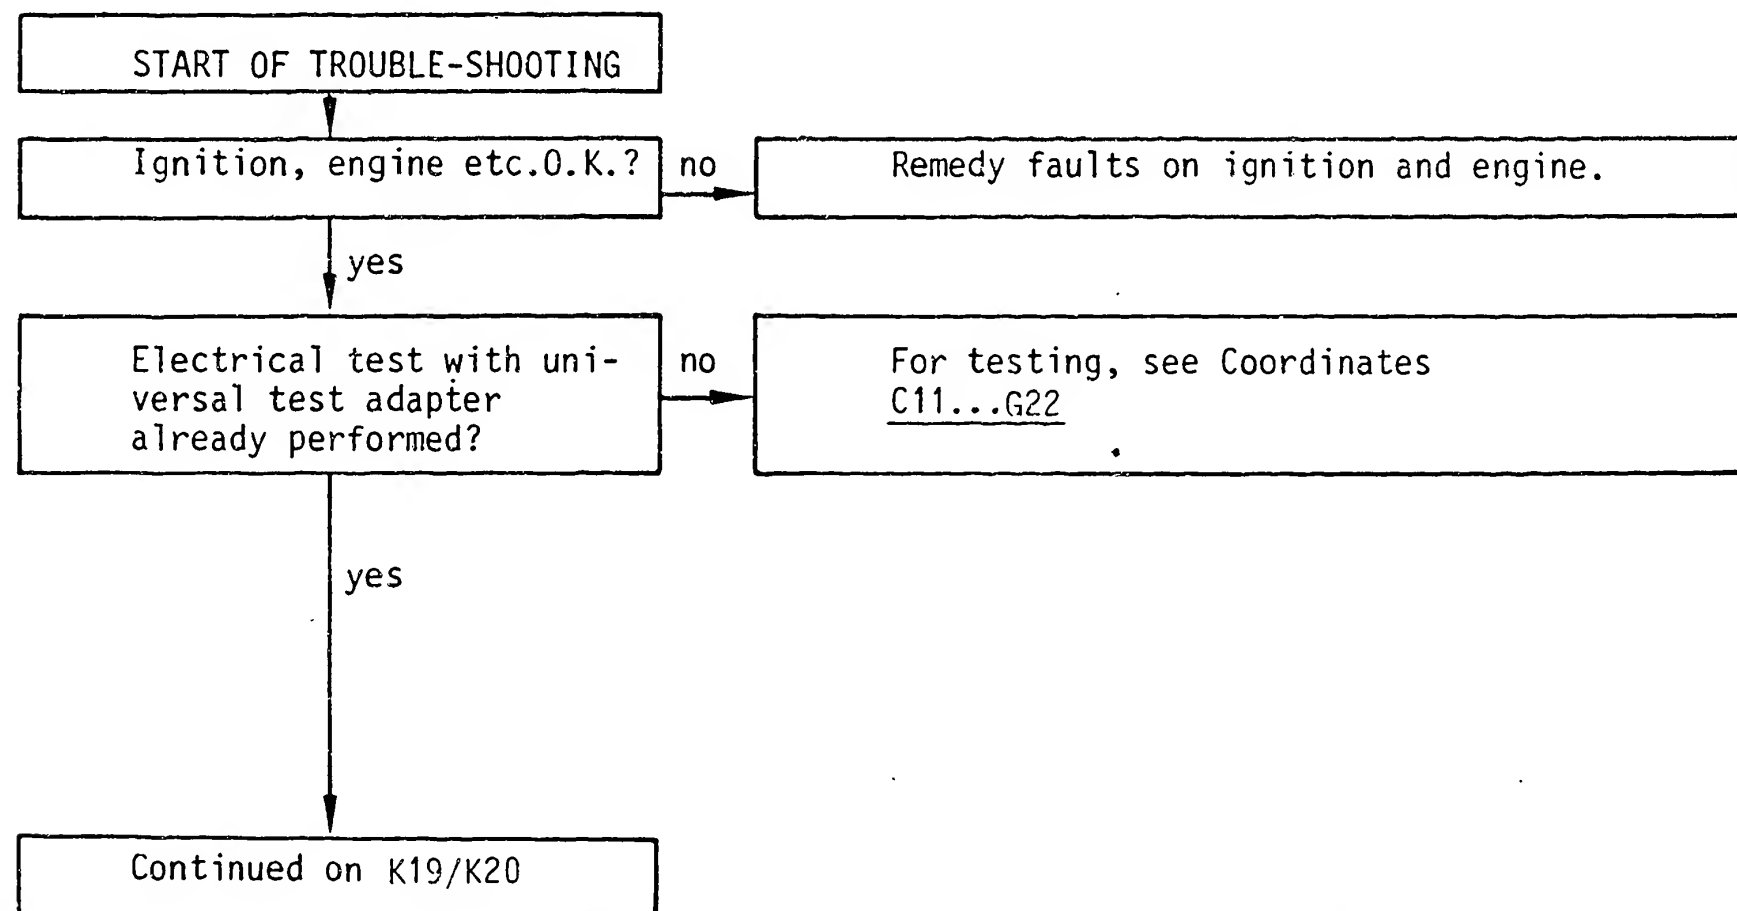 START OF TROUBLE-SHOOTING
Ignition, engine etc.O.K.?
no
Remedy faults on ignition and engine.
yes
Electrical test with uni-
versal test adapter
already performed?
no
For testing, see Coordinates
C11...G22
yes
Continued on K19/K20